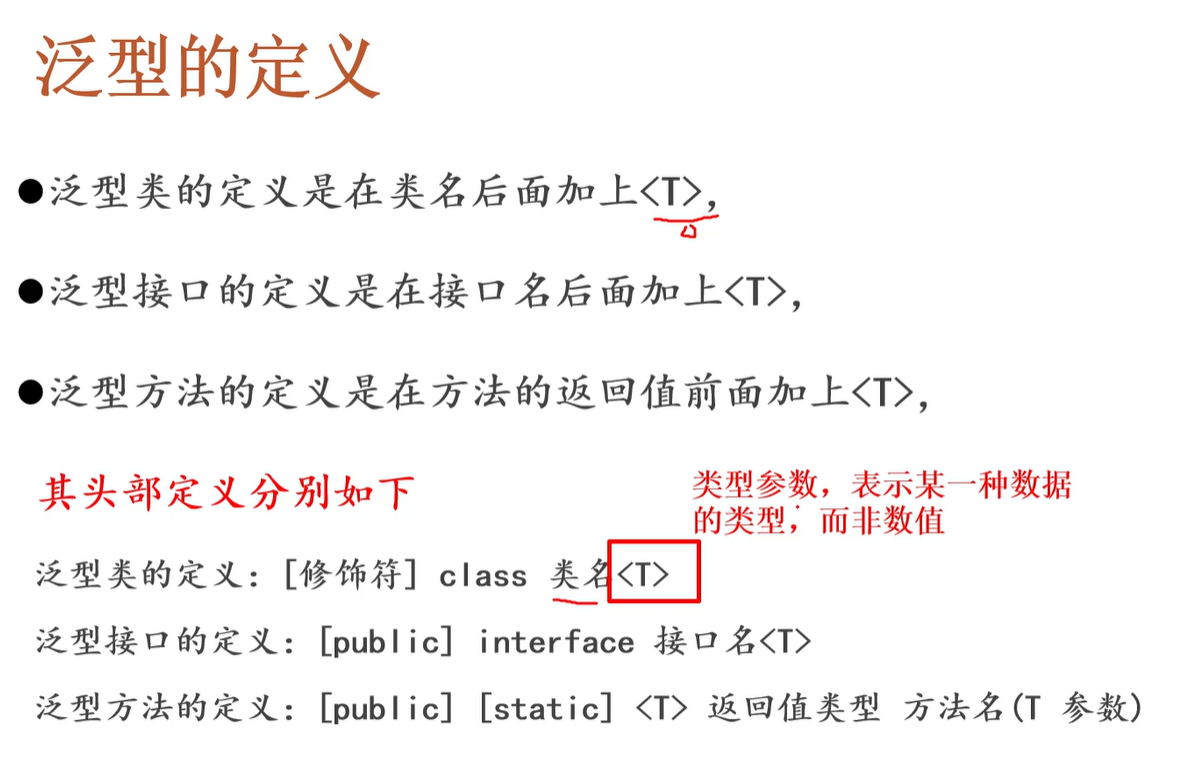 泛型的定义
●泛型类的定义是在类名后面加上<T>,
●泛型接口的定义是在接口名后面加上<T>,
●泛型方法的定义是在方法的返回值前面加上<T>,
其头部定义分别如下
类型参数，表示某一种数据
的类型，而非数值
泛型类的定义：[修饰符] class 类名<T>
泛型接口的定义：[public] interface 接口名<T>
泛型方法的定义：[public] [static] <T> 返回值类型 方法名(T 参数)